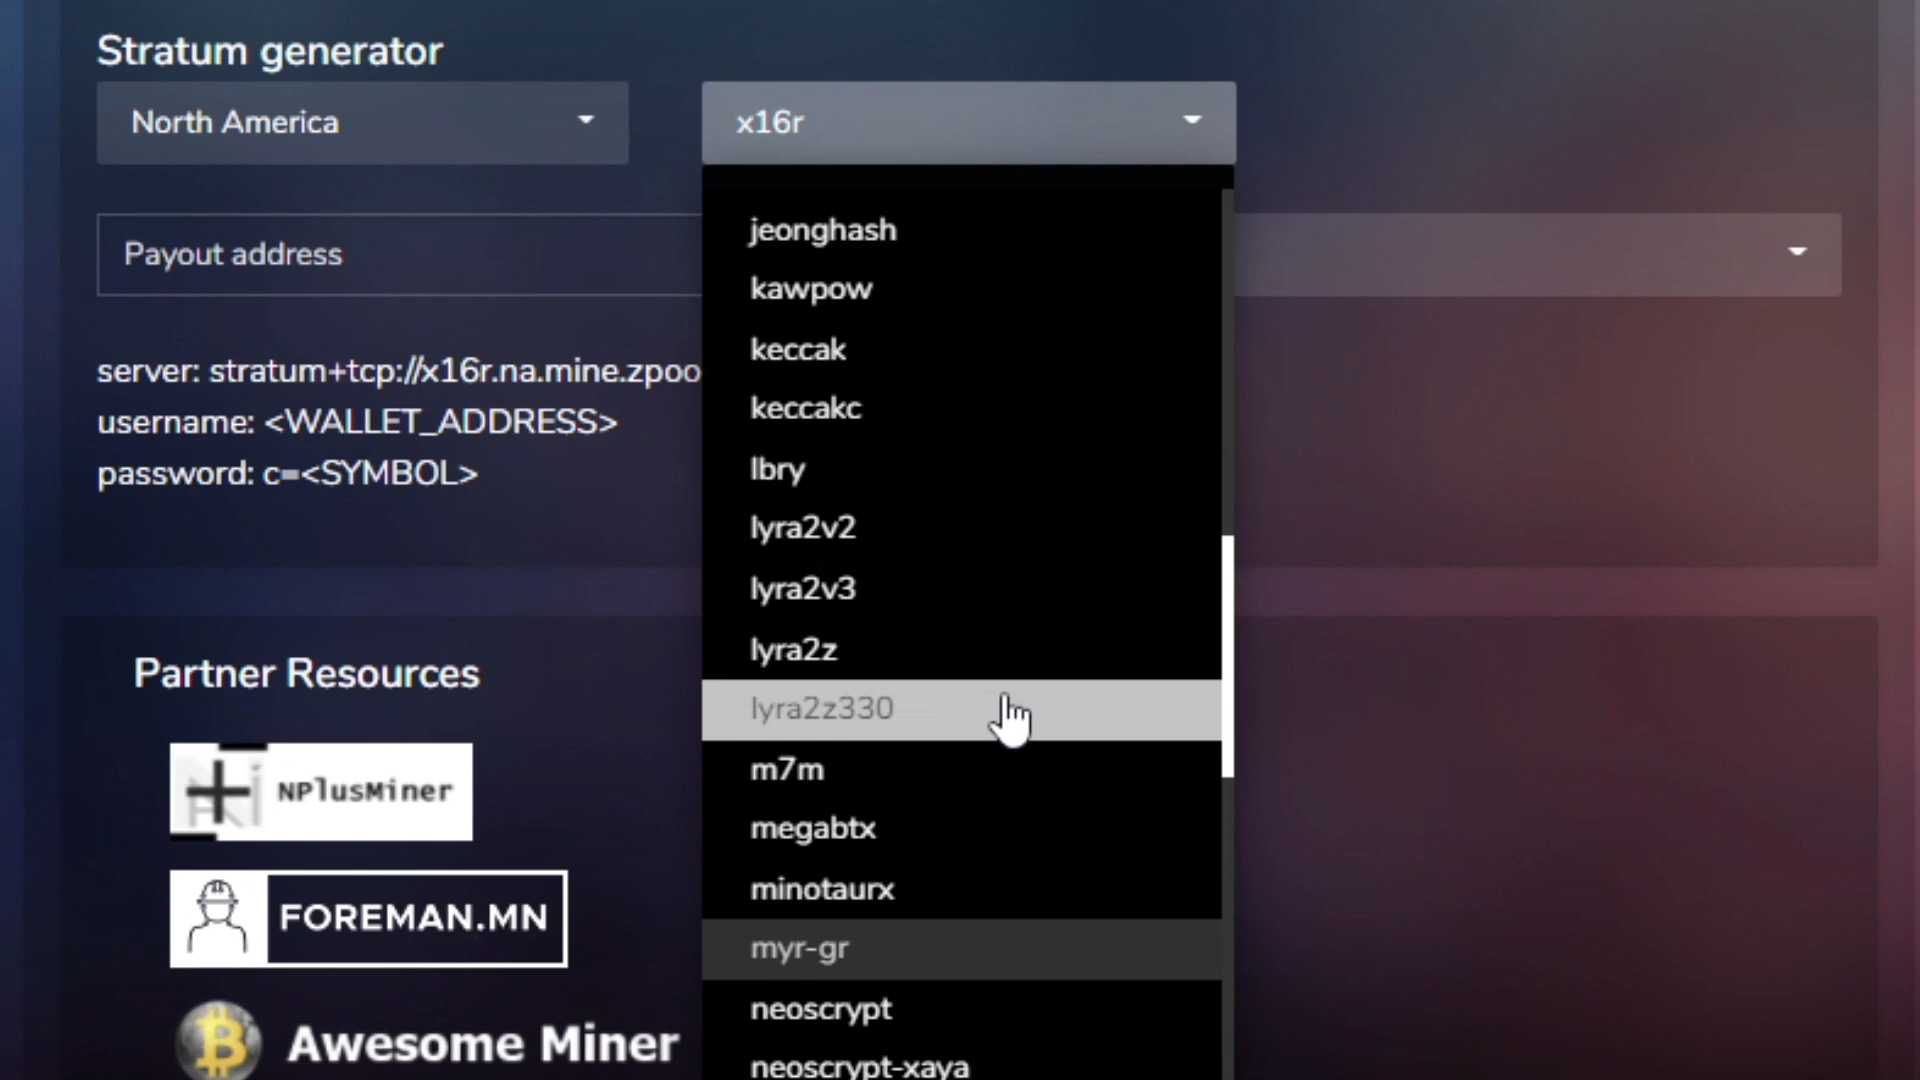 Stratum generator
North America
x16r
Payout address
server: stratum+tcp://x16r.na.mine.zpoo
username: <WALLET_ADDRESS>
password: c=<SYMBOL>
jeonghash
kawpow
keccak
keccakc
lbry
lyra2v2
lyra2v3
lyra2z
lyra2z330
m7m
megabtx
minotaurx
myr-gr
neoscrypt
neoscrypt-xaya
Partner Resources
NPlusMiner
FOREMAN.MN
Awesome Miner